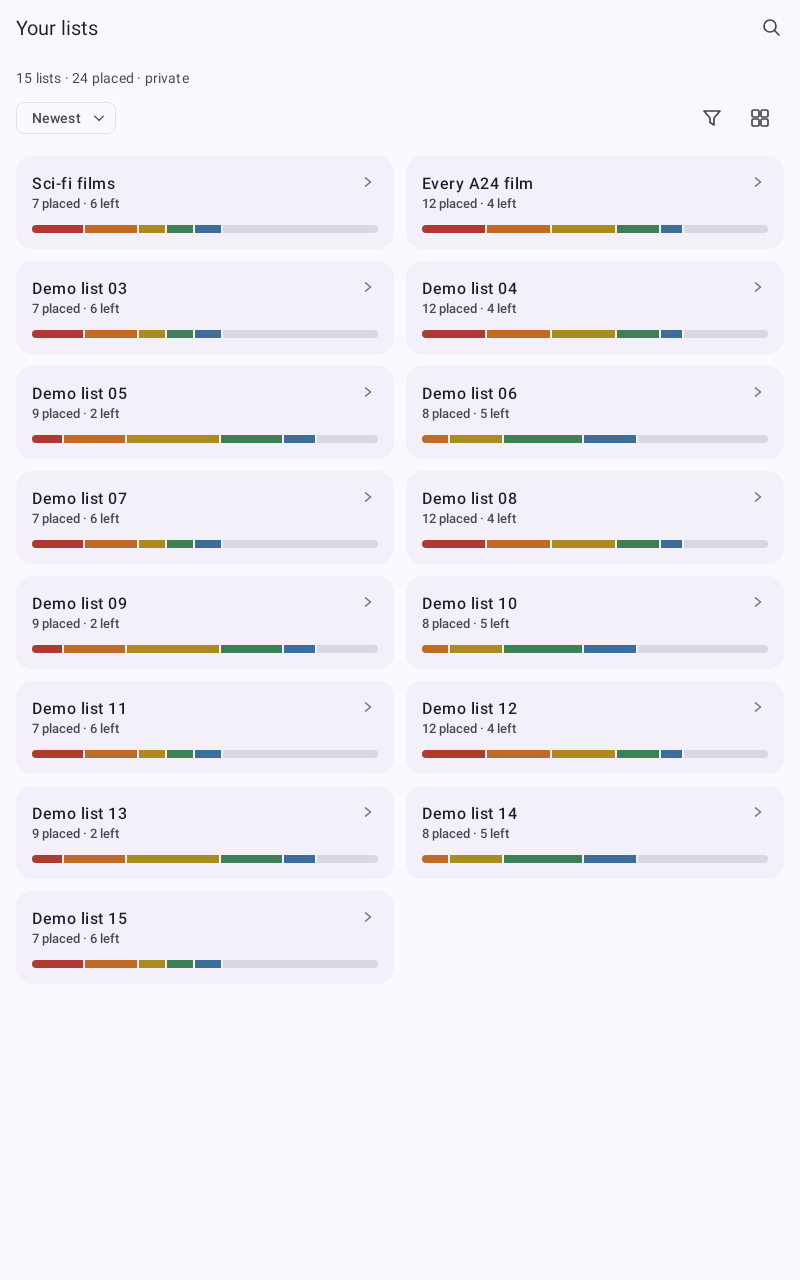 Your lists
15 lists · 24 placed · private
Newest
Sci-fi films
7 placed · 6 left
Every A24 film
12 placed · 4 left
Demo list 03
7 placed · 6 left
Demo list 04
12 placed · 4 left
Demo list 05
9 placed · 2 left
Demo list 06
8 placed · 5 left
Demo list 07
7 placed · 6 left
Demo list 08
12 placed · 4 left
Demo list 09
9 placed · 2 left
Demo list 10
8 placed · 5 left
Demo list 11
7 placed · 6 left
Demo list 12
12 placed · 4 left
Demo list 13
9 placed · 2 left
Demo list 14
8 placed · 5 left
Demo list 15
7 placed · 6 left